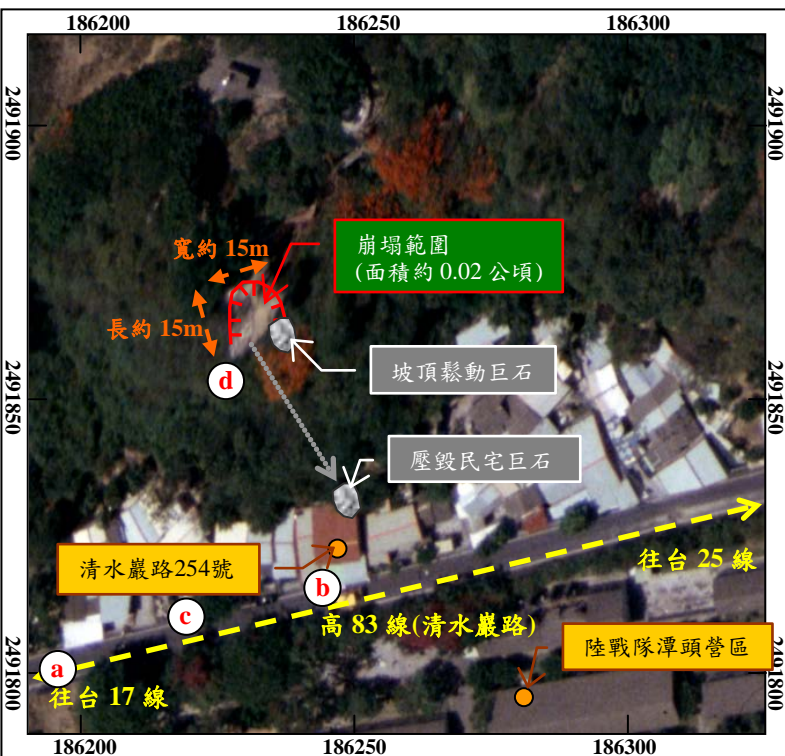 186200
186250
186300
2491900
2491900
寬約 15m
崩塌範圍
(面積約 0.02 公頃)
長約 15m
坡頂鬆動巨石
d
2491850
2491850
壓毀民宅巨石
清水巖路254號
b
往台 25 線
c
高 83 線(清水巖路)
陸戰隊潭頭營區
a
往台 17 線
2491800
2491800
186200
186250
186300